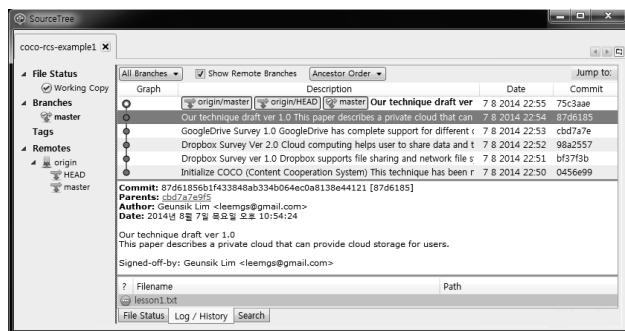 SourceTree
coco-rcs-example1
File Status
Working Copy
Branches
master
Tags
Remotes
origin
HEAD
master
All Branches Show Remote Branches Ancestor Order Jump to:
Graph Description Date Commit
origin/master origin/HEAD master Our technique draft ver 7 8 2014 22:55 75c3aae
Our technique draft ver 1.0 This paper describes a private cloud that can 7 8 2014 22:54 87d6185
GoogleDrive Survey 1.0 GoogleDrive has complete support for different 7 8 2014 22:53 cbd7a7e
Dropbox Survey Ver 2.0 Cloud computing helps user to share data and t 7 8 2014 22:52 98a2557
Dropbox Survey ver 1.0 Dropbox supports file sharing and network file 7 8 2014 22:51 bf37f3b
Initialize COCO (Content Cooperation System) This technique has been 7 8 2014 22:50 0456e99
Commit: 87d61856b1f433848ab334b064ec0a8138e44121 [87d6185]
Parents: cbd7a7e9f5
Author: Geunsik Lim <leemgs@gmail.com>
Date: 2014년 8월 7일 목요일 오후 10:54:24
Our technique draft ver 1.0
This paper describes a private cloud that can provide cloud storage for users.
Signed-off-by: Geunsik Lim <leemgs@gmail.com>
? Filename Path
lesson1.txt
File Status Log / History Search